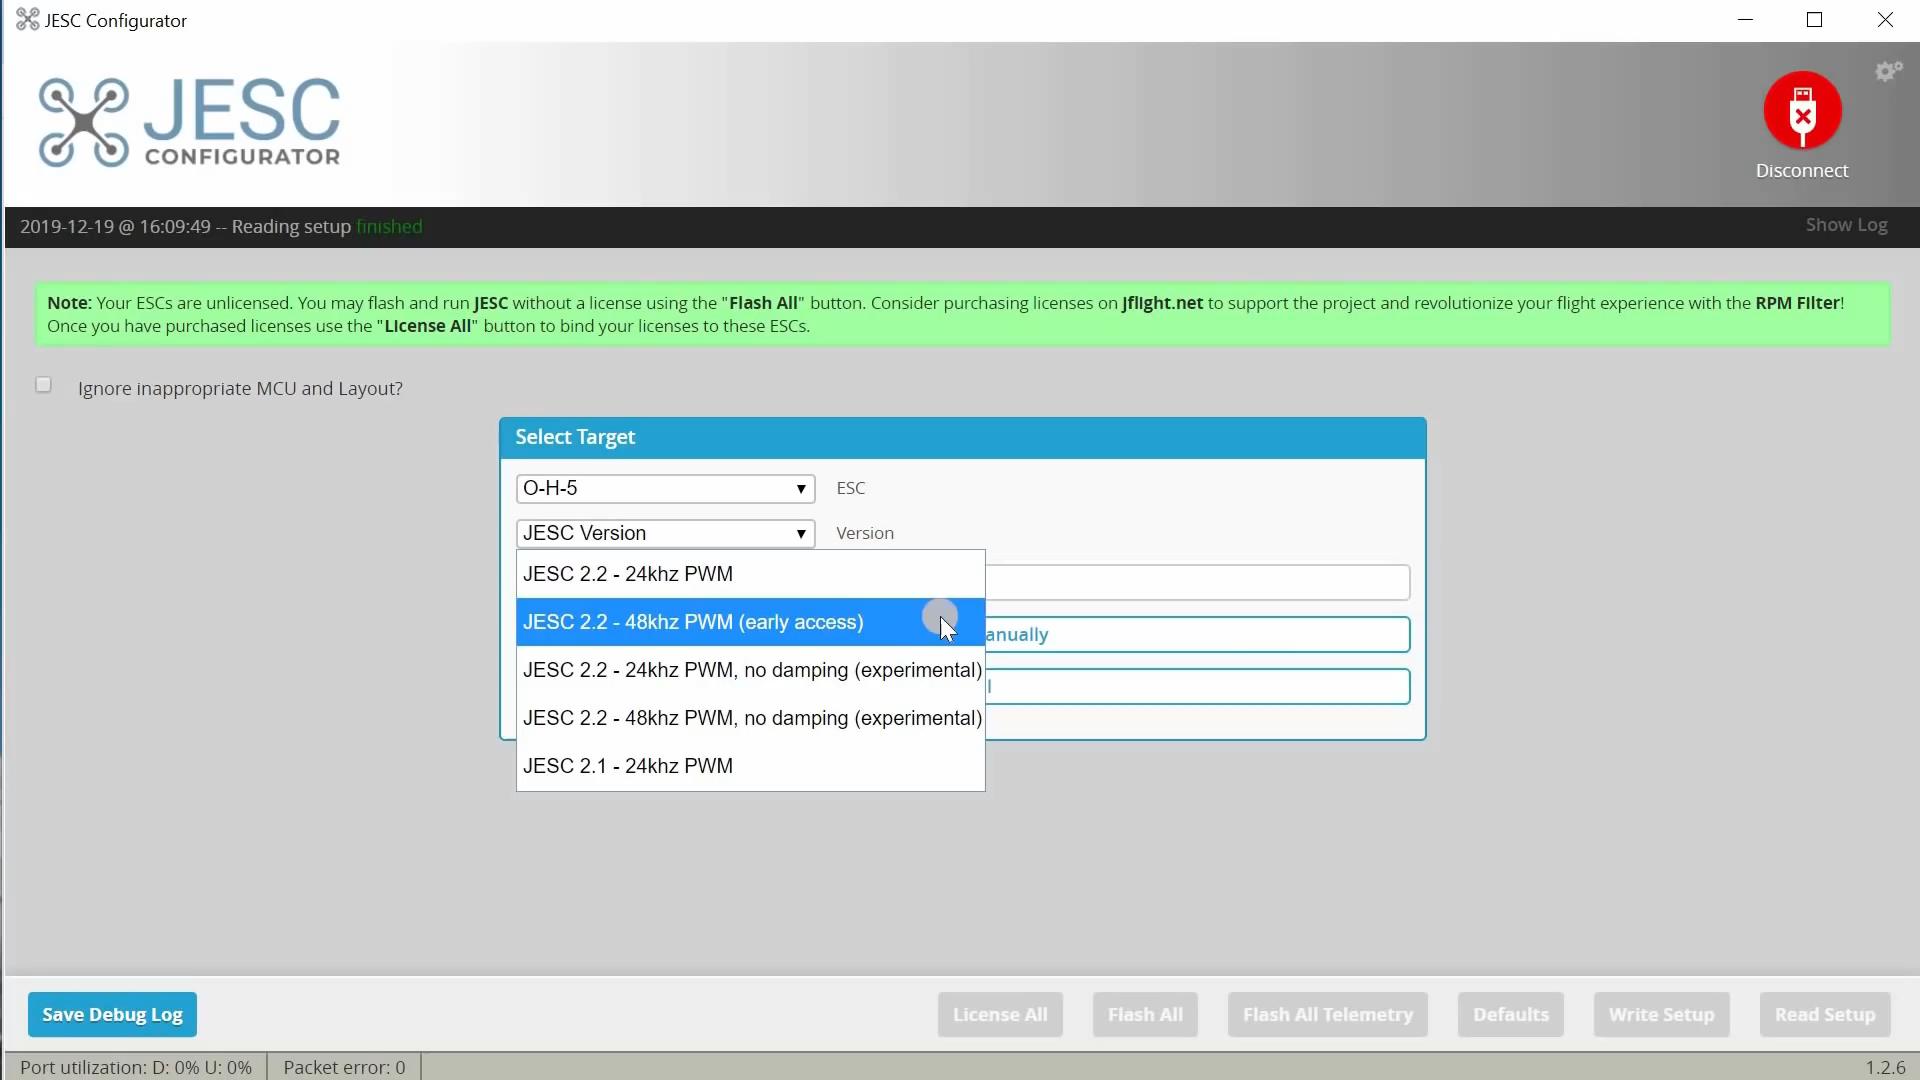 JESC Configurator
JESC
CONFIGURATOR
Disconnect
2019-12-19 @ 16:09:49 -- Reading setup finished
Show Log
Note: Your ESCs are unlicensed. You may flash and run JESC without a license using the "Flash All" button. Consider purchasing licenses on jflight.net to support the project and revolutionize your flight experience with the RPM Filter!
Once you have purchased licenses use the "License All" button to bind your licenses to these ESCs.
Ignore inappropriate MCU and Layout?
Select Target
O-H-5 ESC
JESC Version Version
JESC 2.2 - 24khz PWM
JESC 2.2 - 48khz PWM (early access)
anually
JESC 2.2 - 24khz PWM, no damping (experimental)
l
JESC 2.2 - 48khz PWM, no damping (experimental)
JESC 2.1 - 24khz PWM
Save Debug Log
License All
Flash All
Flash All Telemetry
Defaults
Write Setup
Read Setup
Port utilization: D: 0% U: 0%
Packet error: 0
1.2.6